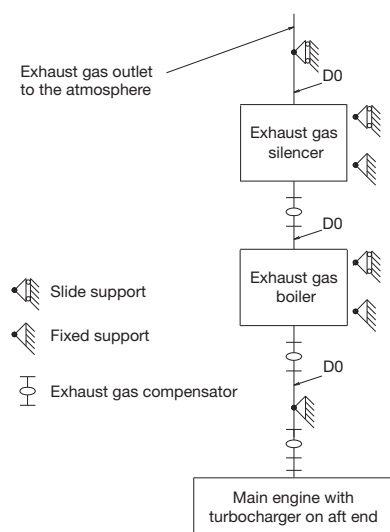 Exhaust gas outlet
to the atmosphere
D0
Exhaust gas
silencer
D0
Exhaust gas
boiler
Slide support
Fixed support
D0
Exhaust gas compensator
Main engine with
turbocharger on aft end